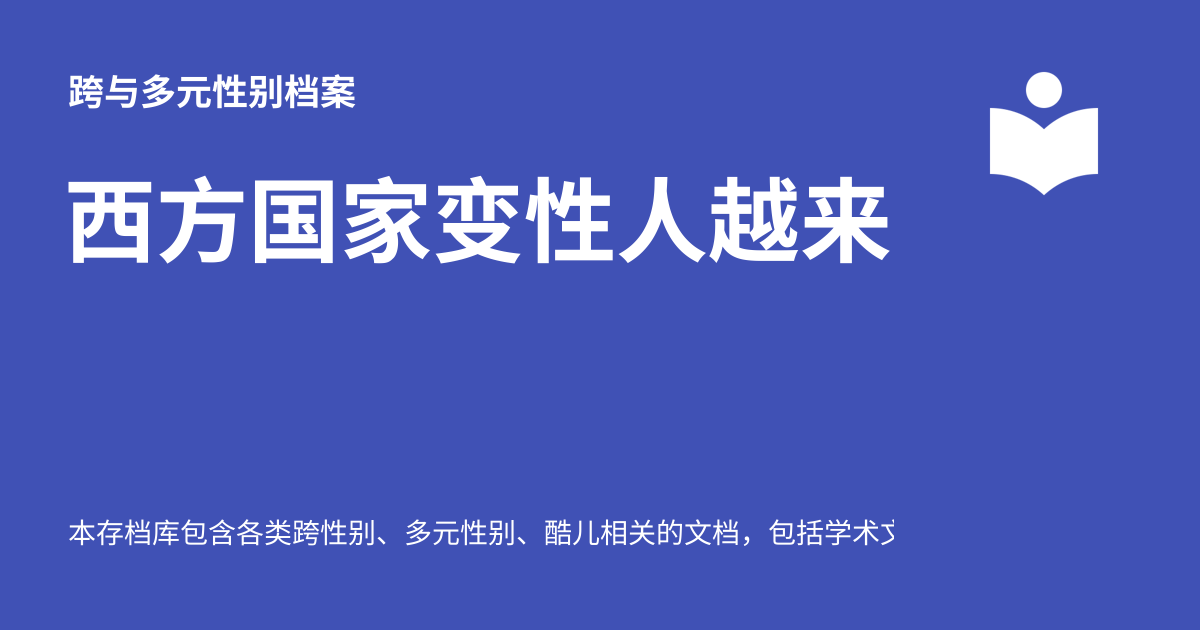 跨与多元性别档案
西方国家变性人越来
本存档库包含各类跨性别、多元性别、酷儿相关的文档，包括学术